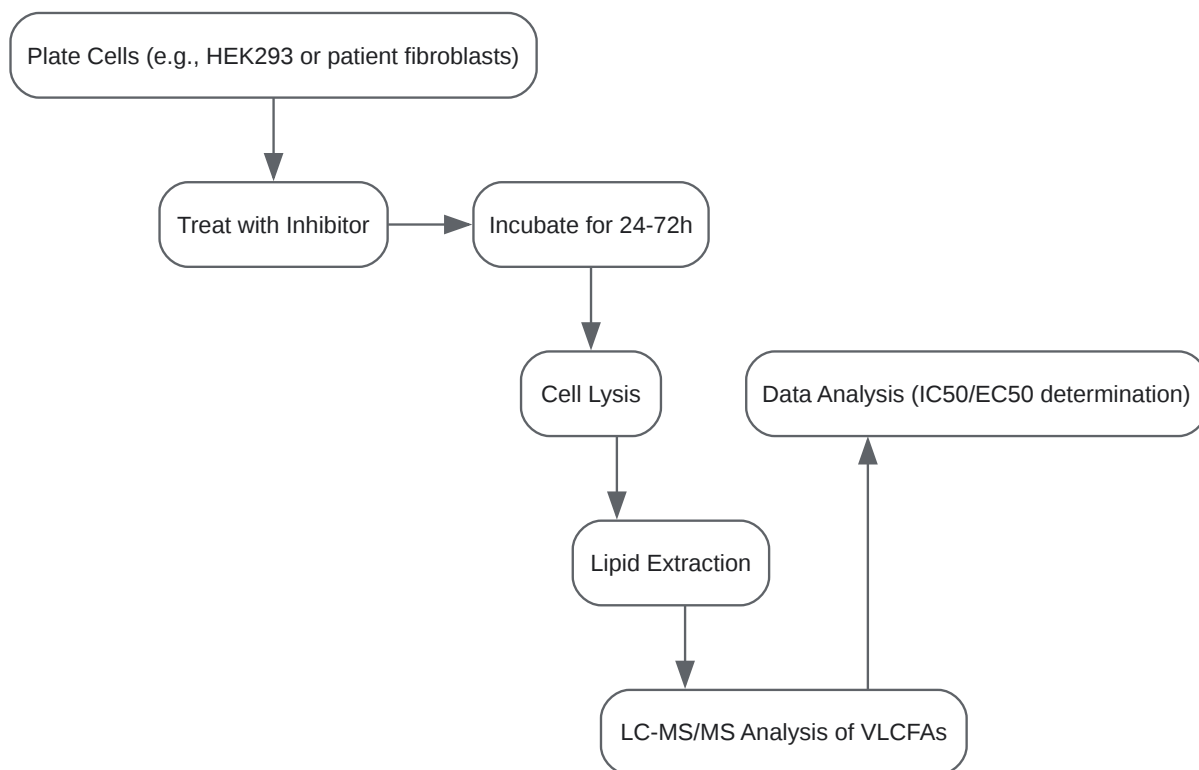 Plate Cells (e.g., HEK293 or patient fibroblasts)
Treat with Inhibitor
Incubate for 24-72h
Cell Lysis
Lipid Extraction
LC-MS/MS Analysis of VLCFAs
Data Analysis (IC50/EC50 determination)